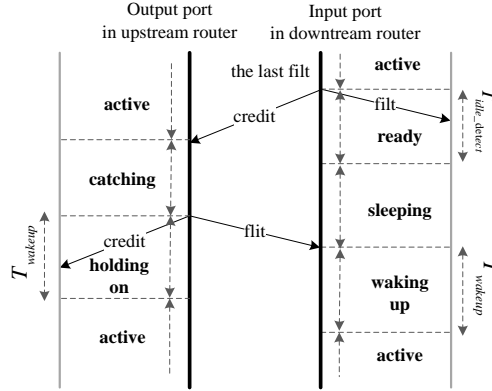 Output port
in upstream router
Input port
in downtream router
the last filt
active
active
credit
filt
T idle_detect
ready
catching
sleeping
credit
flit
T wakeup
holding
on
waking
up
T wakeup
active
active